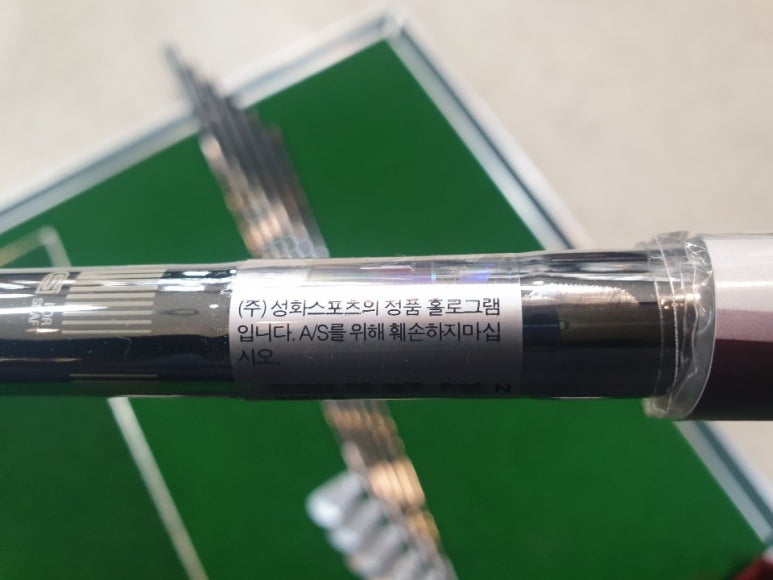 (주) 성화스포츠의 정품 홀로그램
입니다. A/S를 위해 훼손하지마십
시오.